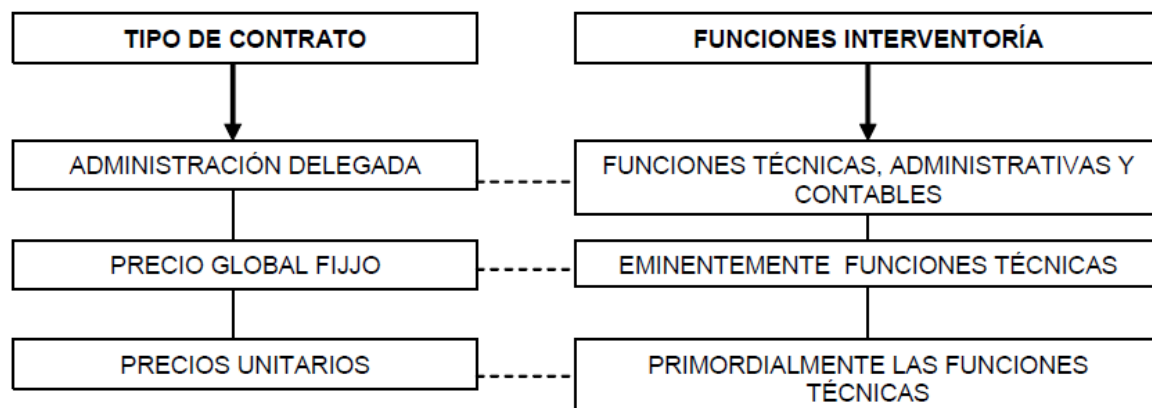 TIPO DE CONTRATO
FUNCIONES INTERVENTORÍA
ADMINISTRACIÓN DELEGADA
FUNCIONES TÉCNICAS, ADMINISTRATIVAS Y
CONTABLES
PRECIO GLOBAL FIJJO
EMINENTEMENTE FUNCIONES TÉCNICAS
PRECIOS UNITARIOS
PRIMORDIALMENTE LAS FUNCIONES
TÉCNICAS